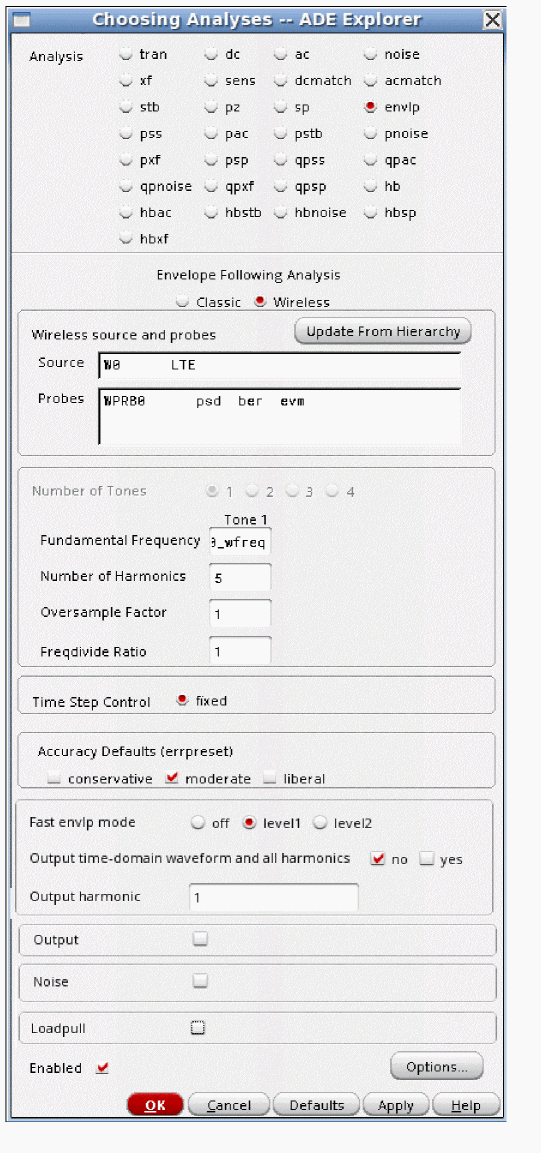 Choosing Analyses -- ADE Explorer
Analysis tran dc ac noise
xf sens dcmatch acmatch
stb pz sp envlp
pss pac pstb pnoise
pxf psp qpss qpac
qpnoise qpxf qpsp hb
hbac hbstb hbnoise hbsp
hbxf
Envelope Following Analysis
Classic Wireless
Wireless source and probes Update From Hierarchy
Source W0 LTE
Probes WPRB0 psd ber evm
Number of Tones 1 2 3 4
Tone 1
Fundamental Frequency _wfreq
Number of Harmonics 5
Oversample Factor 1
Freqdivide Ratio 1
Time Step Control fixed
Accuracy Defaults (errpreset)
conservative moderate liberal
Fast envlp mode off level1 level2
Output time-domain waveform and all harmonics no yes
Output harmonic 1
Output
Noise
Loadpull
Enabled Options...
OK Cancel Defaults Apply Help